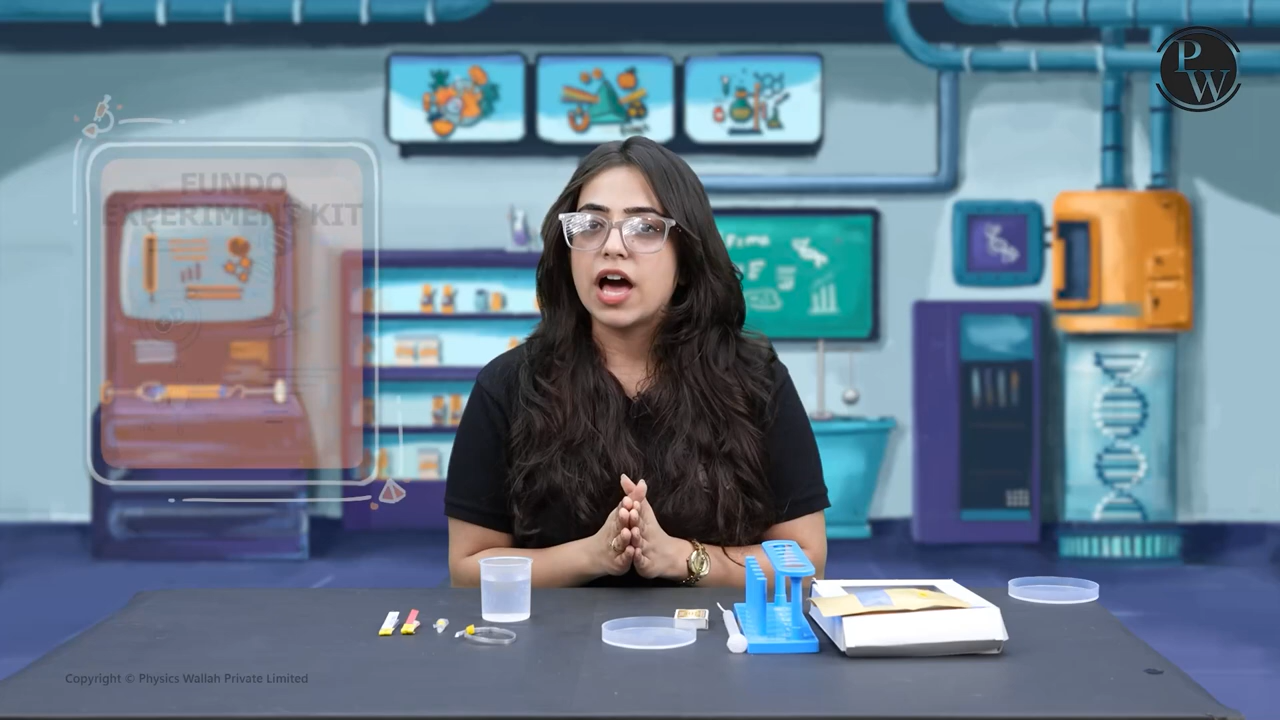 PW
FUNDO
EXPERIMENT KIT
Copyright © Physics Wallah Private Limited